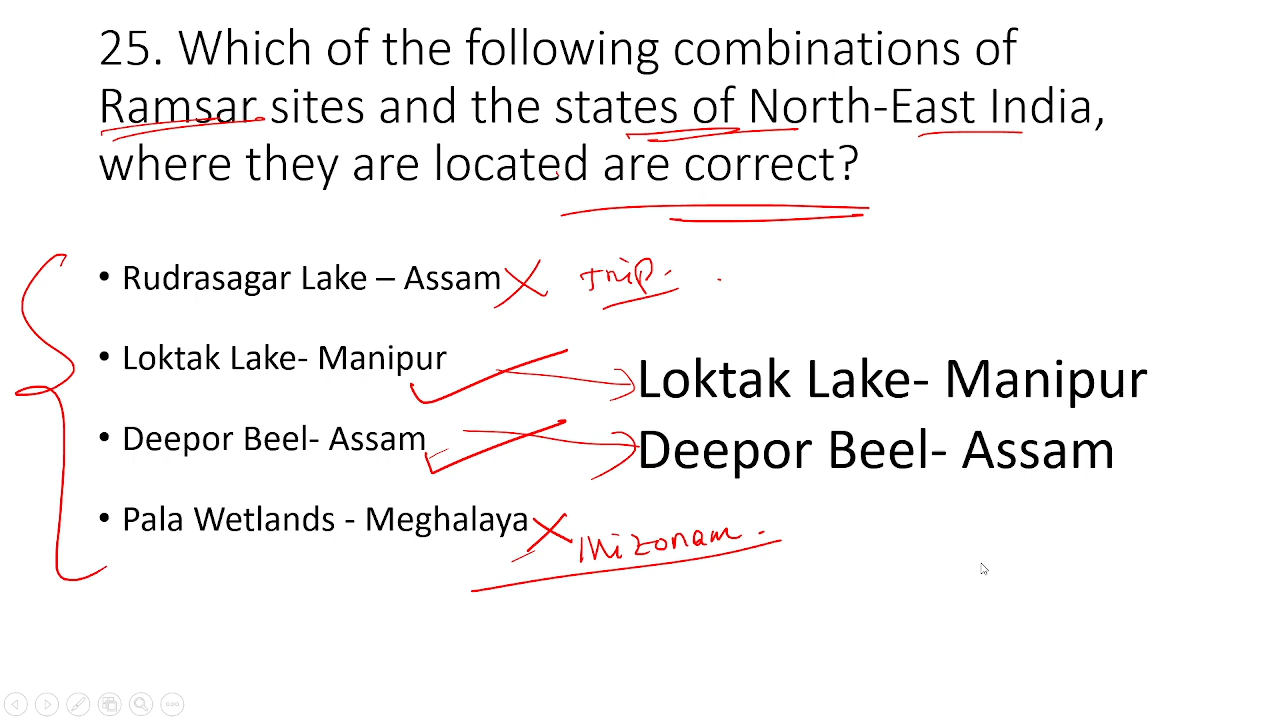 25. Which of the following combinations of
Ramsar sites and the states of North-East India,
where they are located are correct?
• Rudrasagar Lake – Assam Trip.
• Loktak Lake- Manipur
Loktak Lake- Manipur
• Deepor Beel- Assam
Deepor Beel- Assam
• Pala Wetlands - Meghalaya
Mizoram.